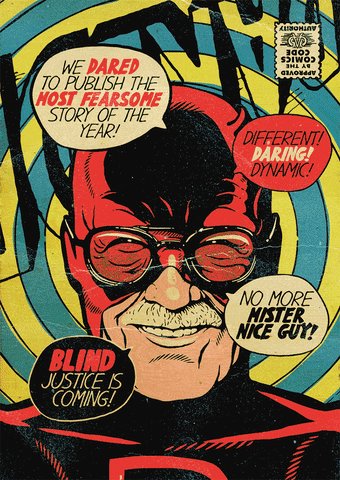 WE DARED
TO PUBLISH THE
MOST FEARSOME
STORY OF THE
YEAR!
APPROVED
BY THE
COMICS
CODE
AUTHORITY
DIFFERENT!
DARING!
DYNAMIC!
NO MORE
MISTER
NICE GUY!
BLIND
JUSTICE IS
COMING!